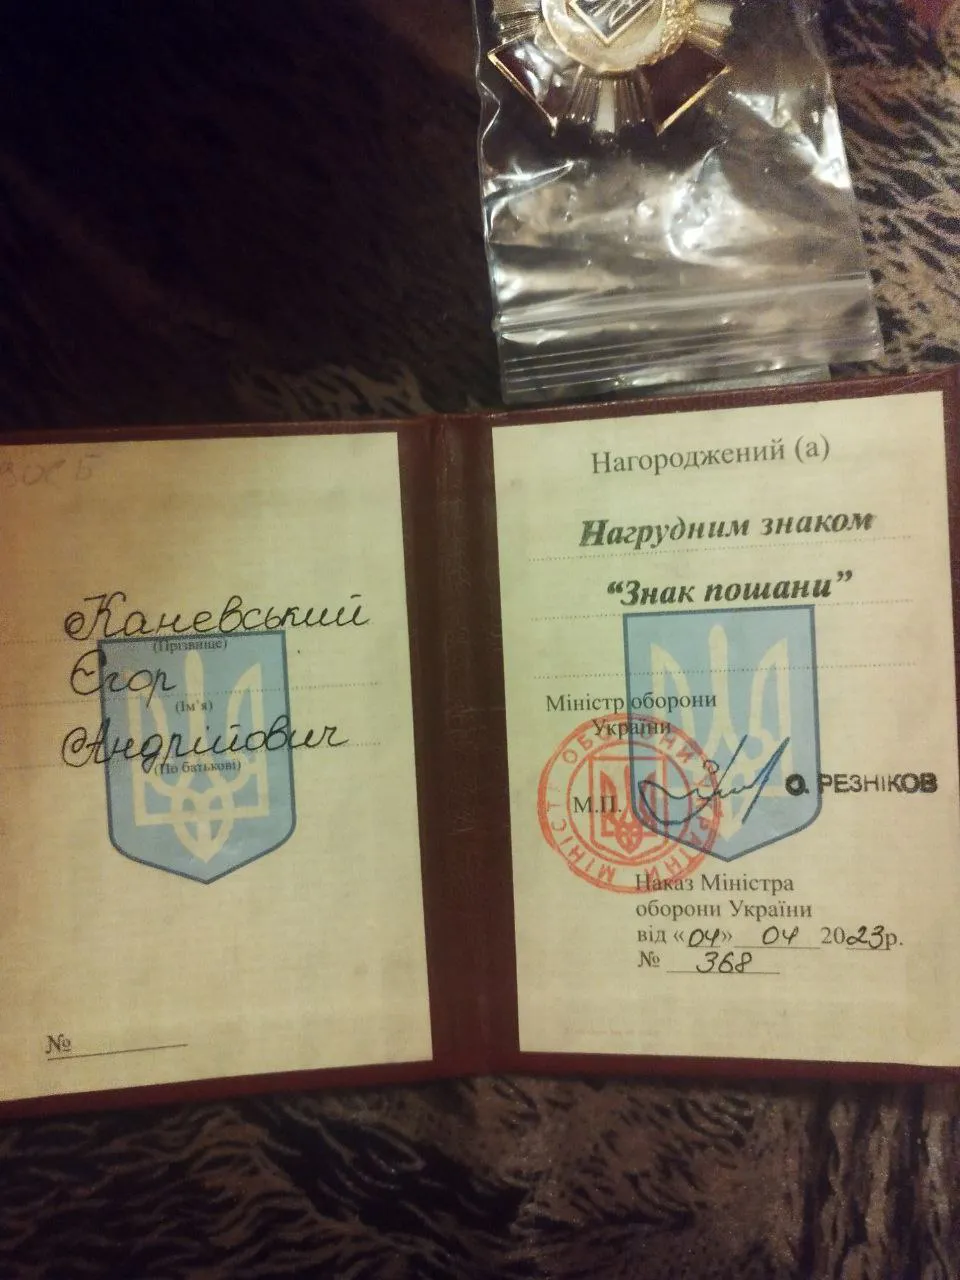 Каневський
(Прізвище)
Єгор
(Ім'я)
Андрійович
(По батькові)
№
Нагороджений (а)
Нагрудним знаком
“Знак пошани”
Міністр оборони
України
М.П.
О. РЕЗНІКОВ
Наказ Міністра
оборони України
від «04» 04 2023р.
№ 368